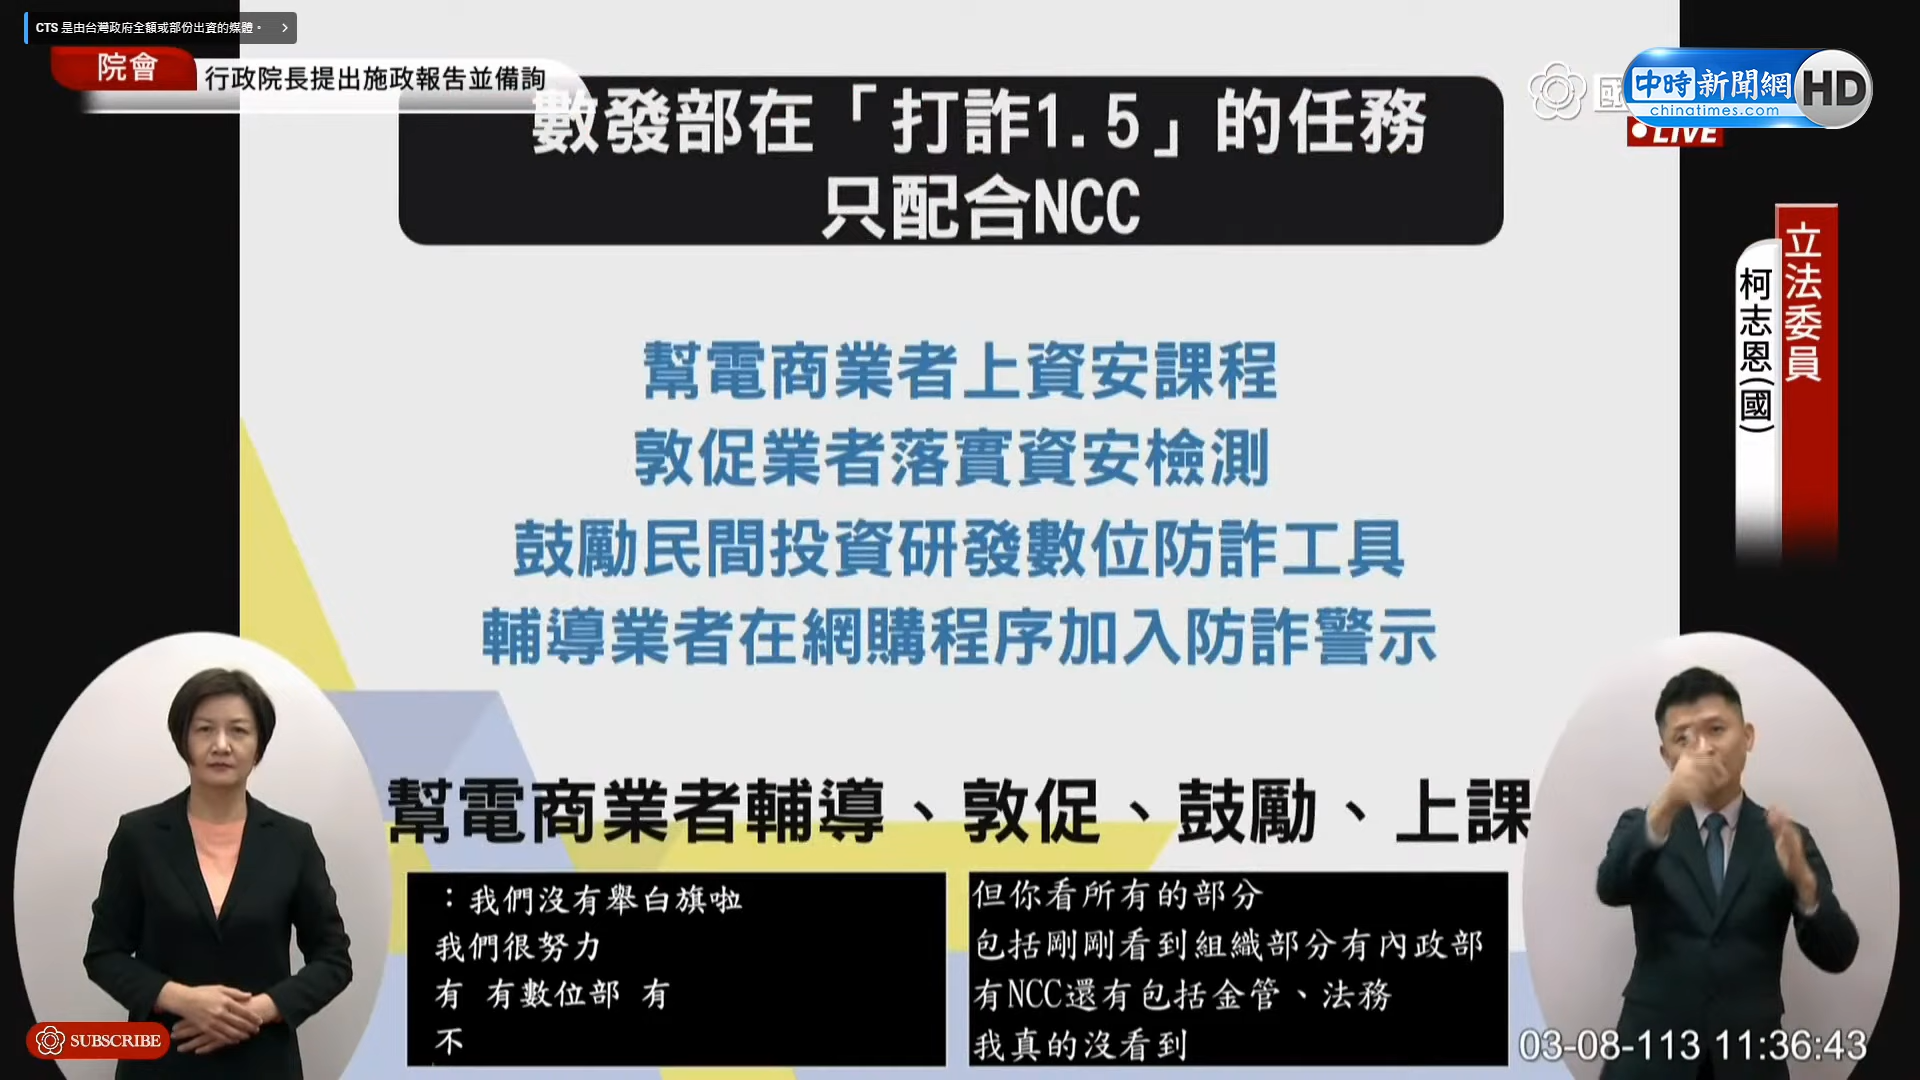 CTS 是由台灣政府全額或部份出資的媒體。
院會
行政院長提出施政報告並備詢
數發部在「打詐1.5」的任務
只配合NCC
國
中時新聞網 HD
chinatimes.com
LIVE
立法委員
柯志恩(國)
幫電商業者上資安課程
敦促業者落實資安檢測
鼓勵民間投資研發數位防詐工具
輔導業者在網購程序加入防詐警示
幫電商業者輔導、敦促、鼓勵、上課
：我們沒有舉白旗啦
我們很努力
有 有數位部 有
不
但你看所有的部分
包括剛剛看到組織部分有內政部
有NCC還有包括金管、法務
我真的沒看到
SUBSCRIBE
03-08-113 11:36:43